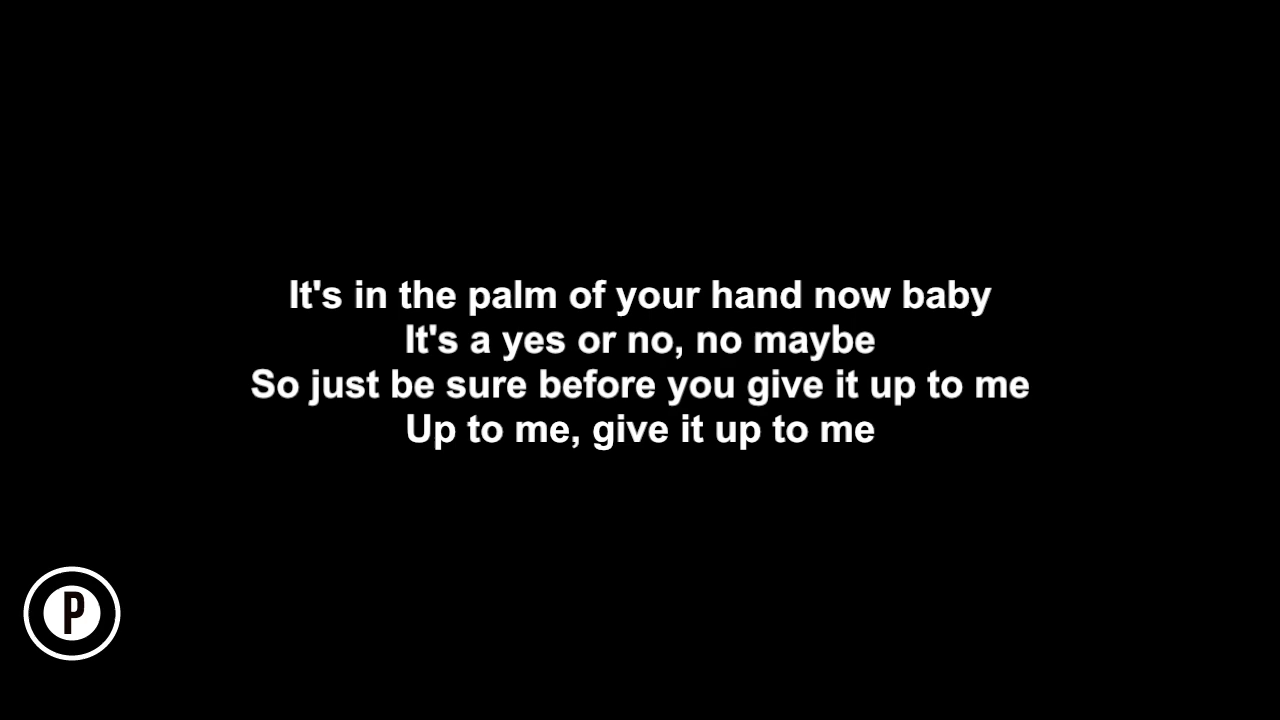 It's in the palm of your hand now baby
It's a yes or no, no maybe
So just be sure before you give it up to me
Up to me, give it up to me
P